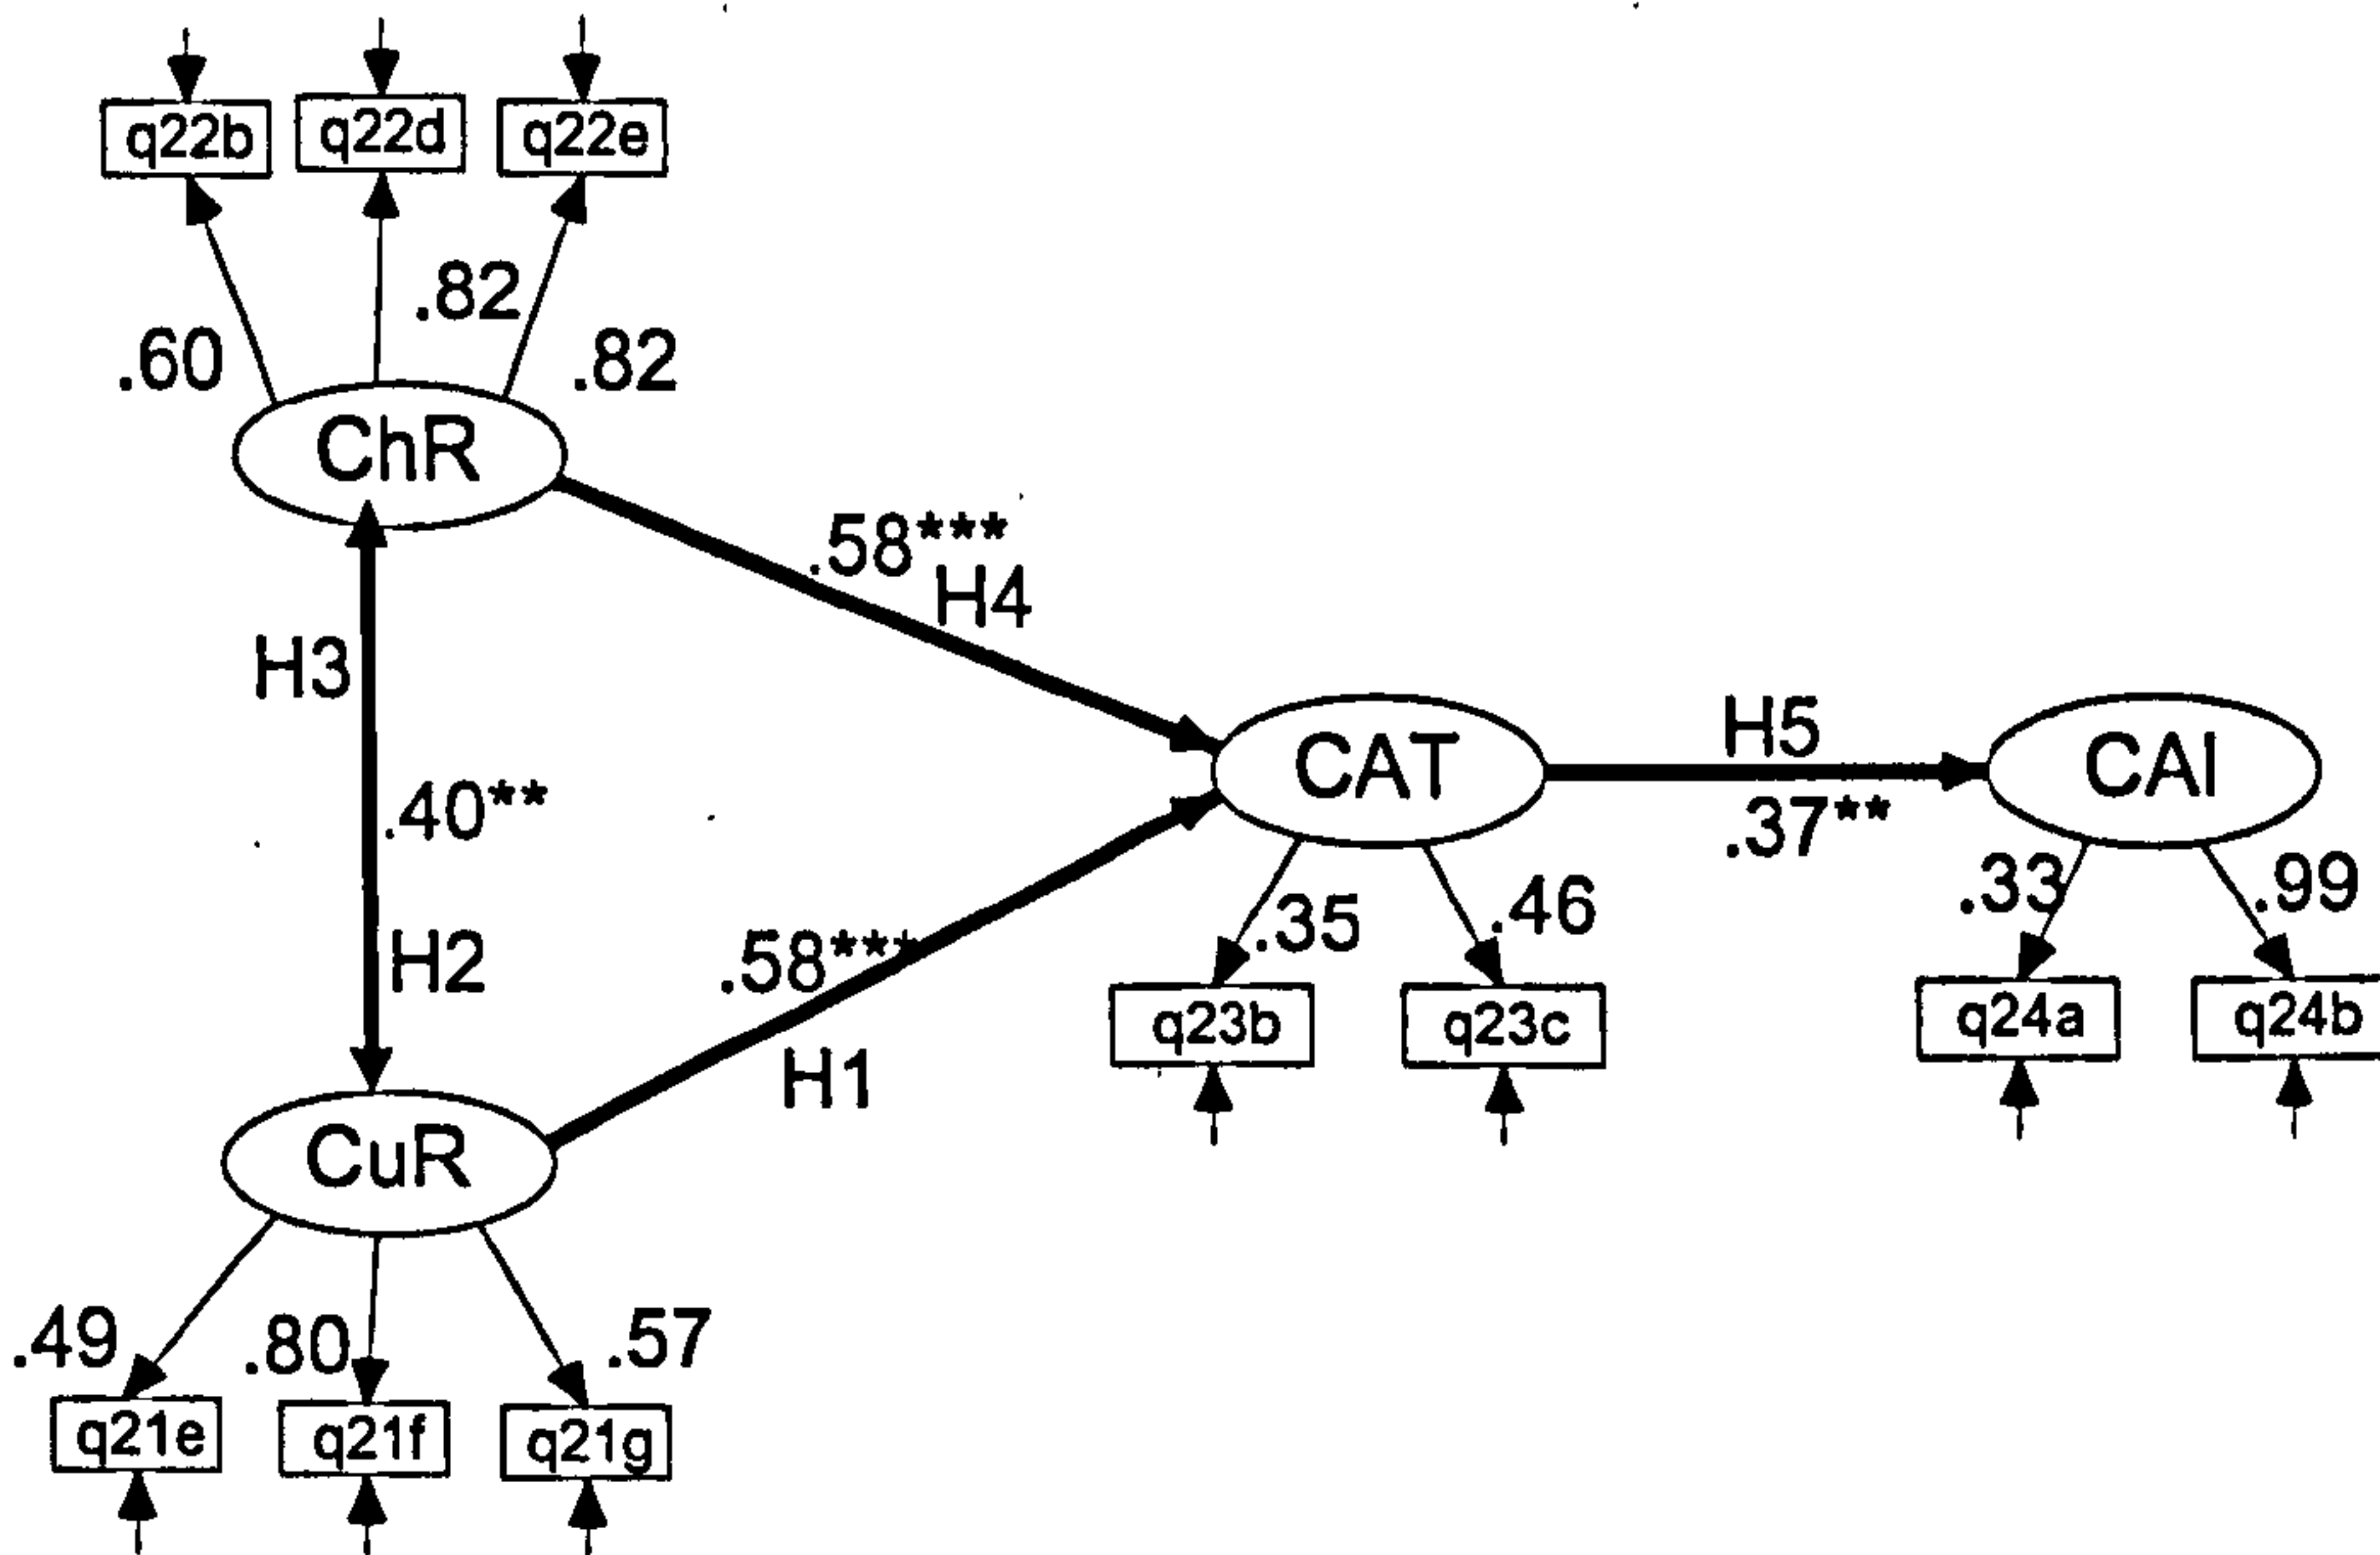 q22b q22d q22e
.82
.60 .82
ChR
.58***
H4
H3
H5
CAT CAI
.40** .37**
.33 .99
.35 .46
.58***
H2
q23b q23c q24a q24b
H1
CuR
.49 .80 .57
q21e q21f q21g